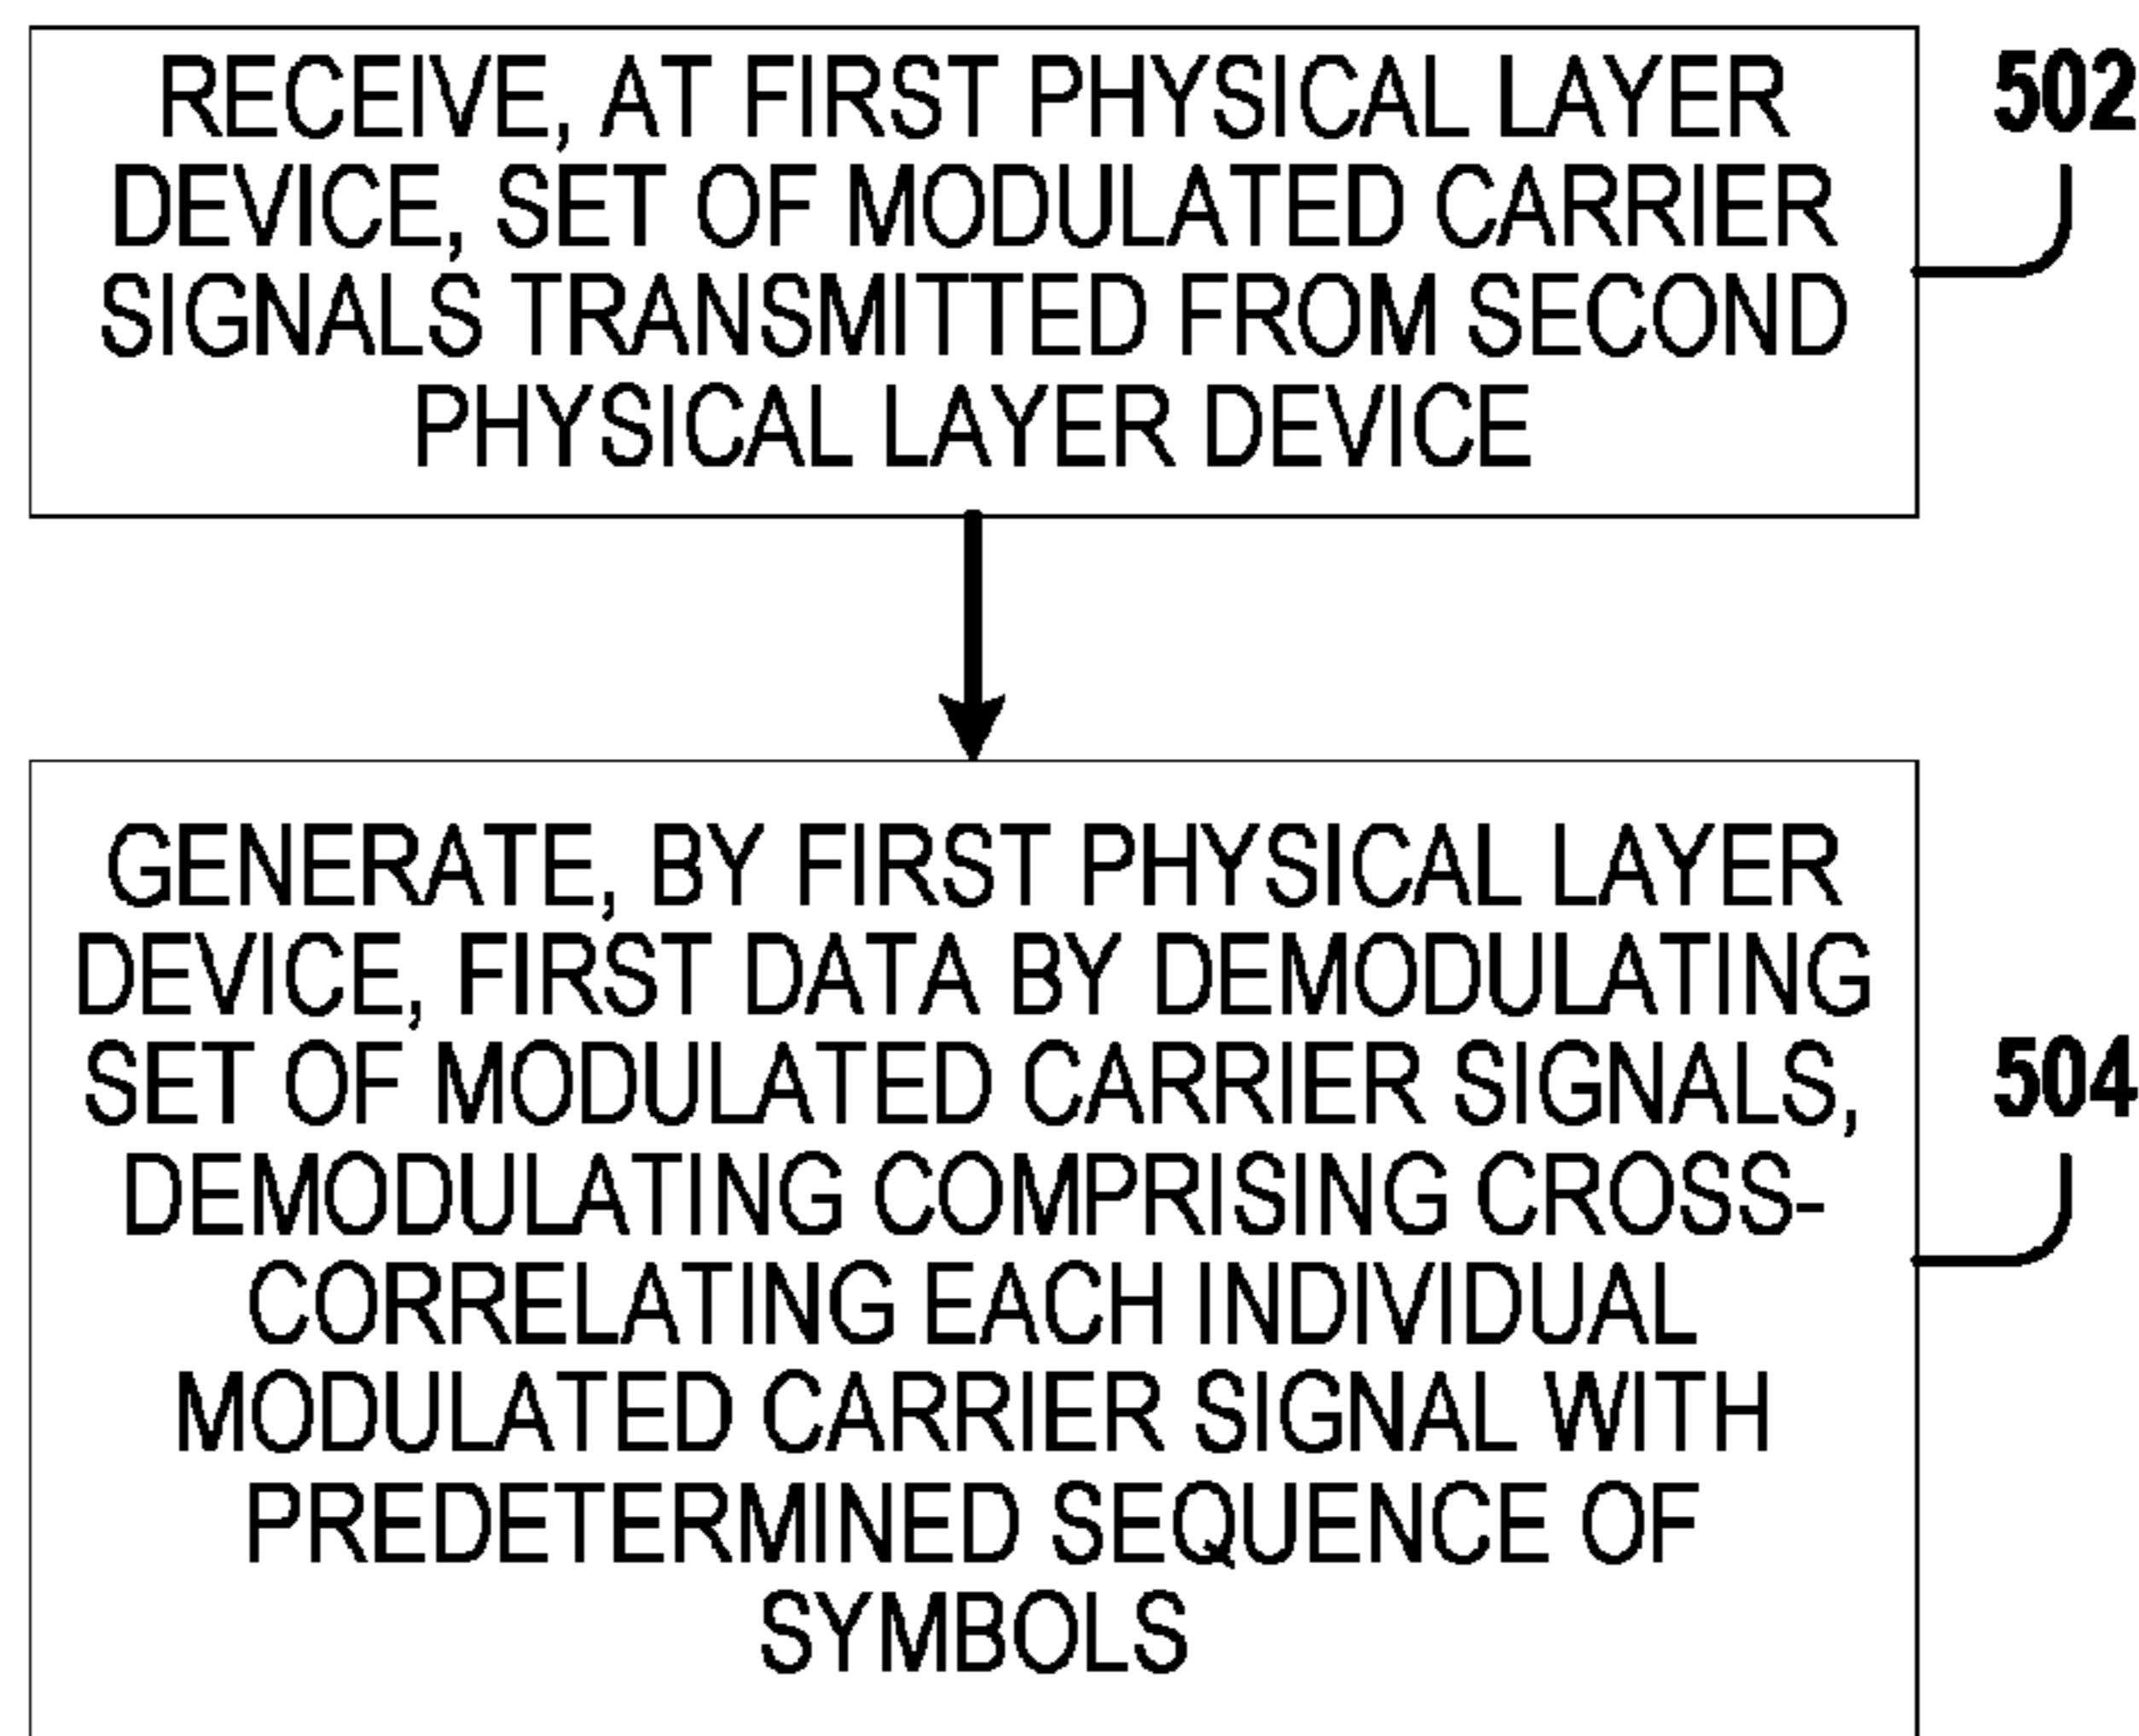 RECEIVE, AT FIRST PHYSICAL LAYER
DEVICE, SET OF MODULATED CARRIER
SIGNALS TRANSMITTED FROM SECOND
PHYSICAL LAYER DEVICE
502
GENERATE, BY FIRST PHYSICAL LAYER
DEVICE, FIRST DATA BY DEMODULATING
SET OF MODULATED CARRIER SIGNALS,
DEMODULATING COMPRISING CROSS-
CORRELATING EACH INDIVIDUAL
MODULATED CARRIER SIGNAL WITH
PREDETERMINED SEQUENCE OF
SYMBOLS
504